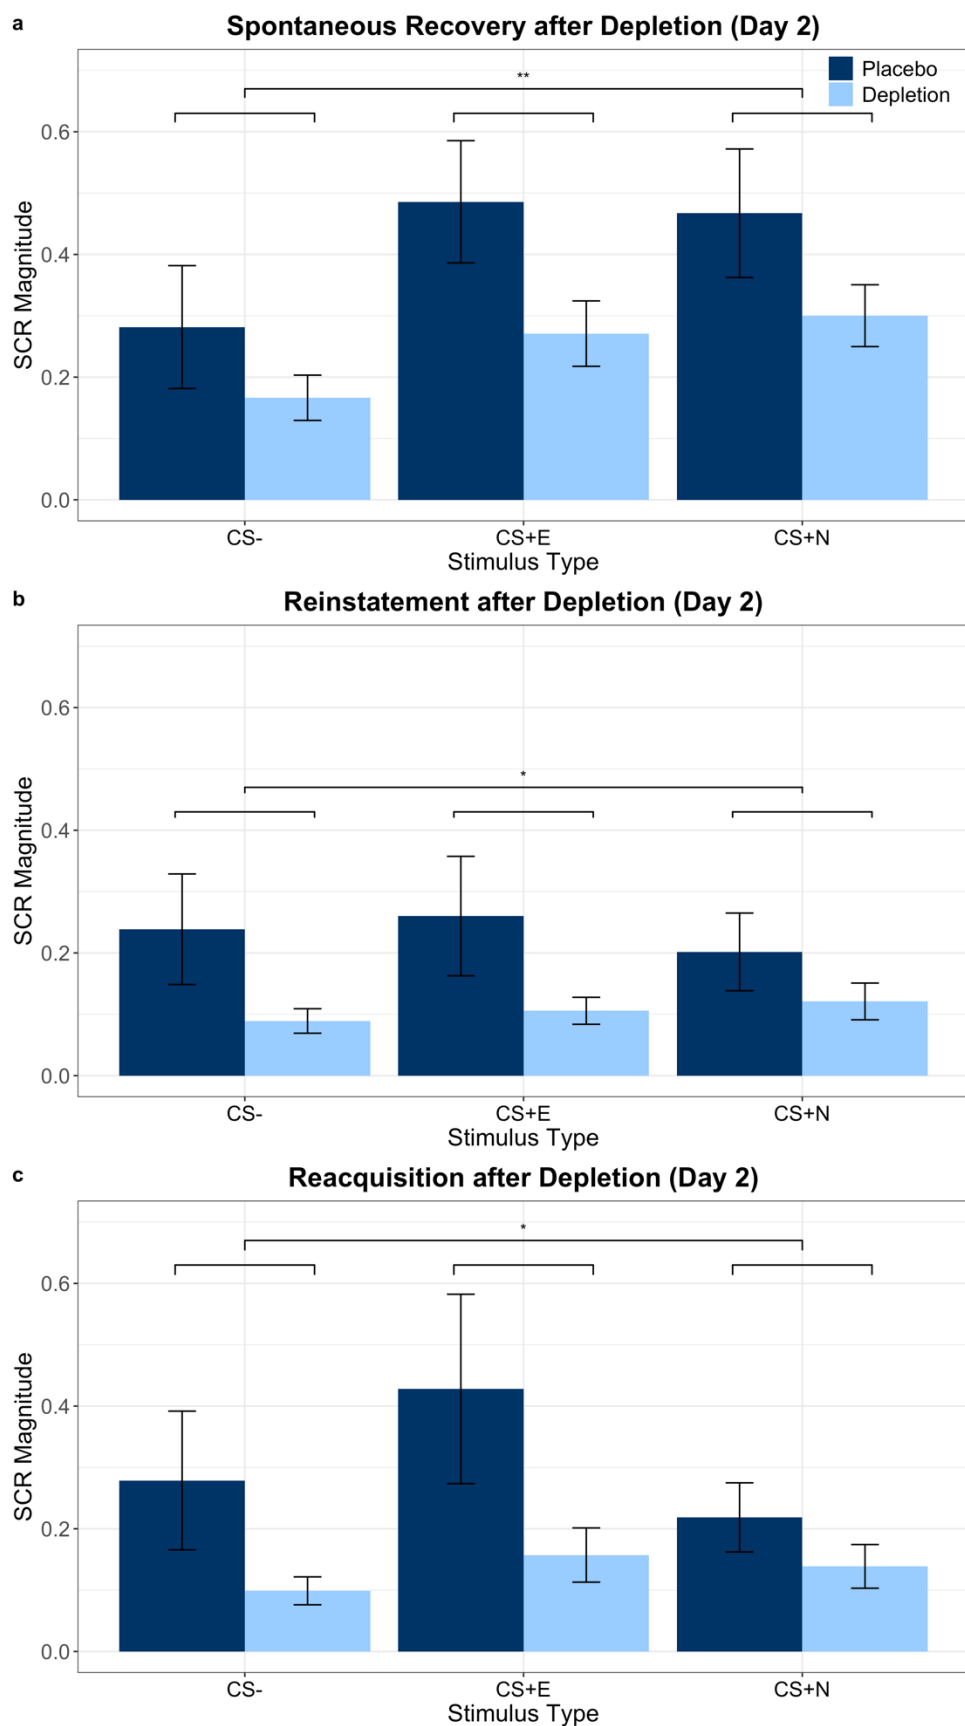 a
Spontaneous Recovery after Depletion (Day 2)
**
Placebo
Depletion
SCR Magnitude
0.6
0.4
0.2
0.0
CS-
CS+E
CS+N
Stimulus Type
b
Reinstatement after Depletion (Day 2)
*
SCR Magnitude
0.6
0.4
0.2
0.0
CS-
CS+E
CS+N
Stimulus Type
c
Reacquisition after Depletion (Day 2)
*
SCR Magnitude
0.6
0.4
0.2
0.0
CS-
CS+E
CS+N
Stimulus Type